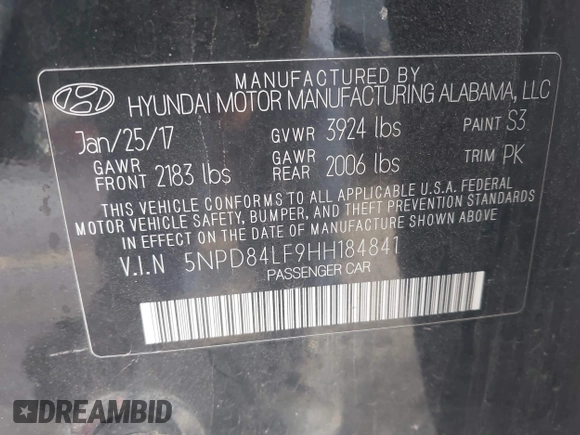 MANUFACTURED BY
HYUNDAI MOTOR MANUFACTURING ALABAMA, LLC
Jan/25/17 GVWR 3924 lbs PAINT S3
GAWR FRONT 2183 lbs GAWR REAR 2006 lbs TRIM PK
THIS VEHICLE CONFORMS TO ALL APPLICABLE U.S.A. FEDERAL
MOTOR VEHICLE SAFETY, BUMPER, AND THEFT PREVENTION STANDARDS
IN EFFECT ON THE DATE OF MANUFACTURE SHOWN ABOVE
V.I.N 5NPD84LF9HH184841
PASSENGER CAR
DREAMBID